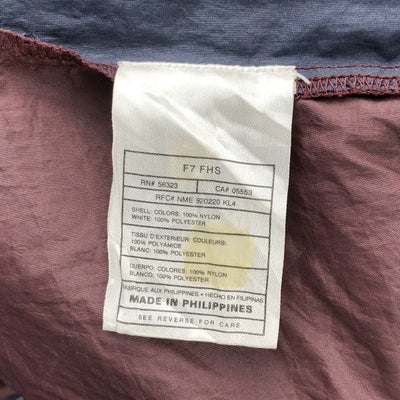 F7 FHS
RN# 56323 CA# 05553
RFC# NME 920220 KL4
SHELL: COLORS: 100% NYLON
WHITE: 100% POLYESTER
TISSU D'EXTERIEUR: COULEURS:
100% POLYAMIDE
BLANC: 100% POLYESTER
CUERPO: COLORES: 100% NYLON
BLANCO: 100% POLYESTER
FABRIQUE AUX PHILIPPINES • HECHO EN FILIPINAS
MADE IN PHILIPPINES
SEE REVERSE FOR CARE